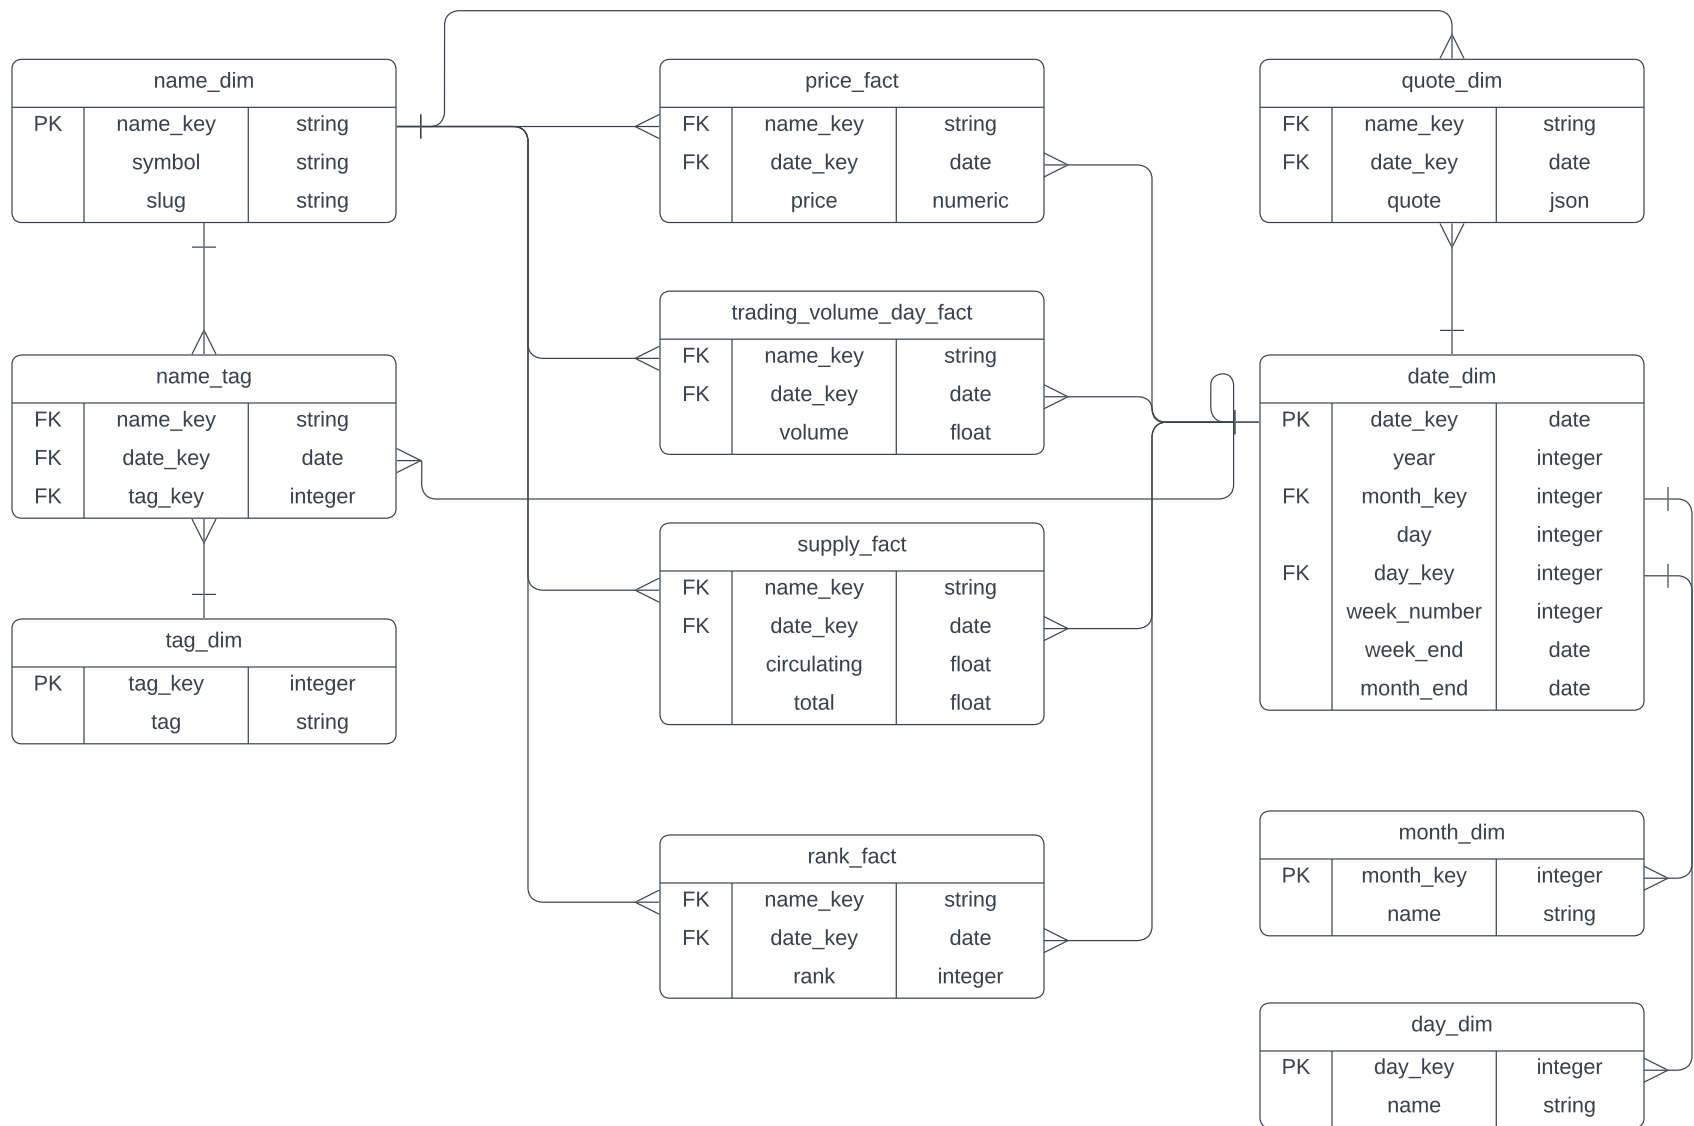 name_dim
PK name_key string
symbol string
slug string
price_fact
FK name_key string
FK date_key date
price numeric
quote_dim
FK name_key string
FK date_key date
quote json
trading_volume_day_fact
FK name_key string
FK date_key date
volume float
name_tag
FK name_key string
FK date_key date
FK tag_key integer
date_dim
PK date_key date
year integer
FK month_key integer
day integer
FK day_key integer
week_number integer
week_end date
month_end date
supply_fact
FK name_key string
FK date_key date
circulating float
total float
tag_dim
PK tag_key integer
tag string
rank_fact
FK name_key string
FK date_key date
rank integer
month_dim
PK month_key integer
name string
day_dim
PK day_key integer
name string